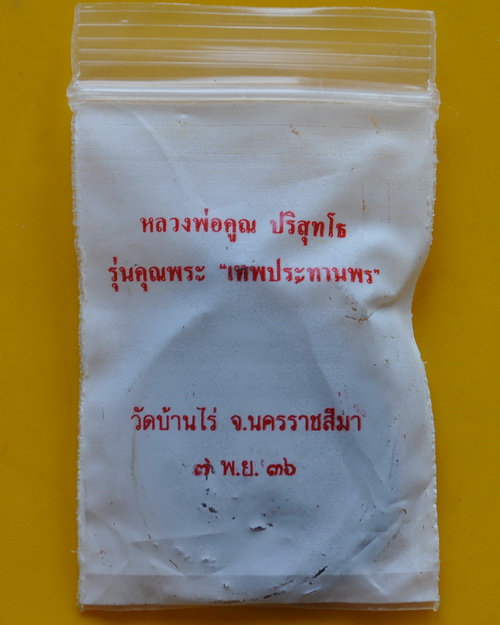 หลวงพ่อคูณ ปริสุทโธ
รุ่นคุณพระ "เทพประทานพร"
วัดบ้านไร่ จ.นครราชสีมา
๗ พ.ย. ๓๖